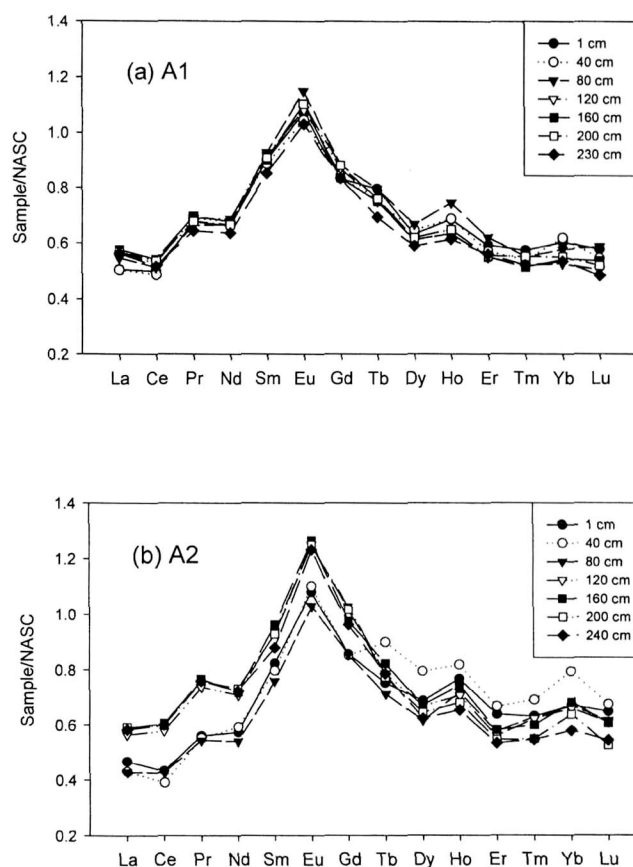 1.4
(a) A1
1 cm
40 cm
80 cm
120 cm
160 cm
200 cm
230 cm
1.2
1.0
0.8
0.6
0.4
0.2
Sample/NASC
La Ce Pr Nd Sm Eu Gd Tb Dy Ho Er Tm Yb Lu
1.4
(b) A2
1 cm
40 cm
80 cm
120 cm
160 cm
200 cm
240 cm
1.2
1.0
0.8
0.6
0.4
0.2
Sample/NASC
La Ce Pr Nd Sm Eu Gd Tb Dy Ho Er Tm Yb Lu